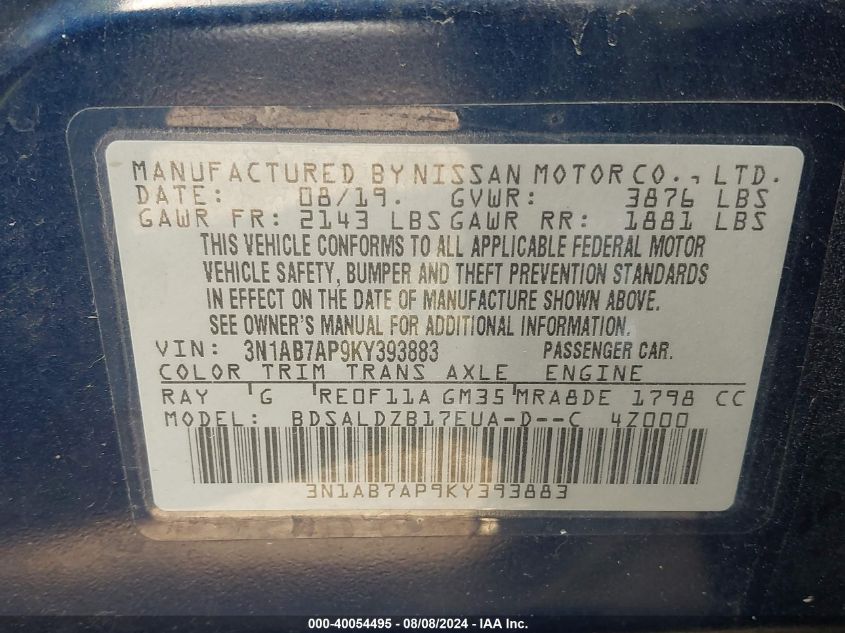 MANUFACTURED BY NISSAN MOTOR CO., LTD.
DATE: 08/19. GVWR: 3876 LBS
GAWR FR: 2143 LBS GAWR RR: 1881 LBS
THIS VEHICLE CONFORMS TO ALL APPLICABLE FEDERAL MOTOR
VEHICLE SAFETY, BUMPER AND THEFT PREVENTION STANDARDS
IN EFFECT ON THE DATE OF MANUFACTURE SHOWN ABOVE.
SEE OWNER'S MANUAL FOR ADDITIONAL INFORMATION.
VIN: 3N1AB7AP9KY393883 PASSENGER CAR.
COLOR TRIM TRANS AXLE ENGINE
RAY G RE0F11A GM35 MRA8DE 1798 CC
MODEL: BDSALDZB17EUA-D--C 4Z000
3N1AB7AP9KY393883
000-40054495 - 08/08/2024 - IAA Inc.